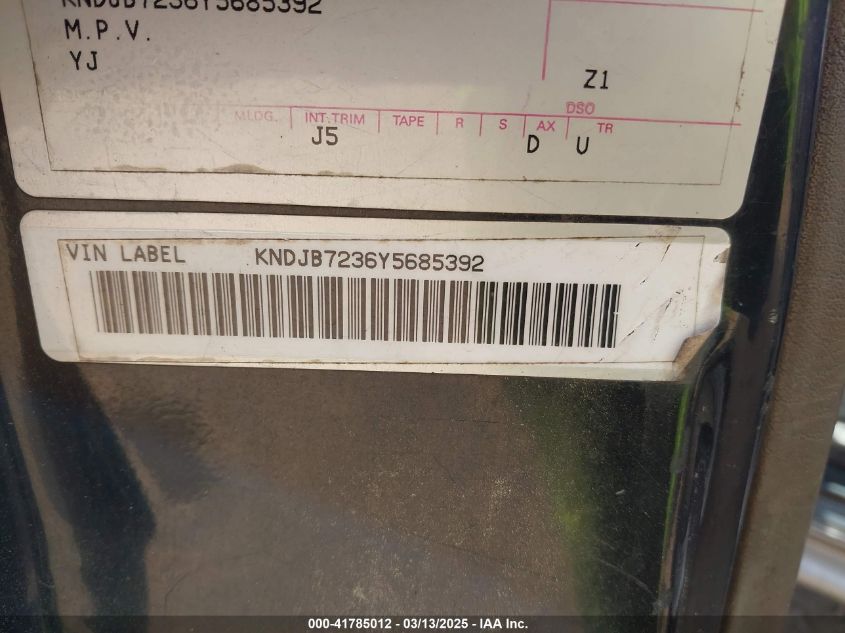 KNDJB7236Y5685392
M.P.V.
YJ
Z1
DSO
MLDG. INT:TRIM TAPE R S AX TR
J5 D U
VIN LABEL KNDJB7236Y5685392
000-41785012 - 03/13/2025 - IAA Inc.